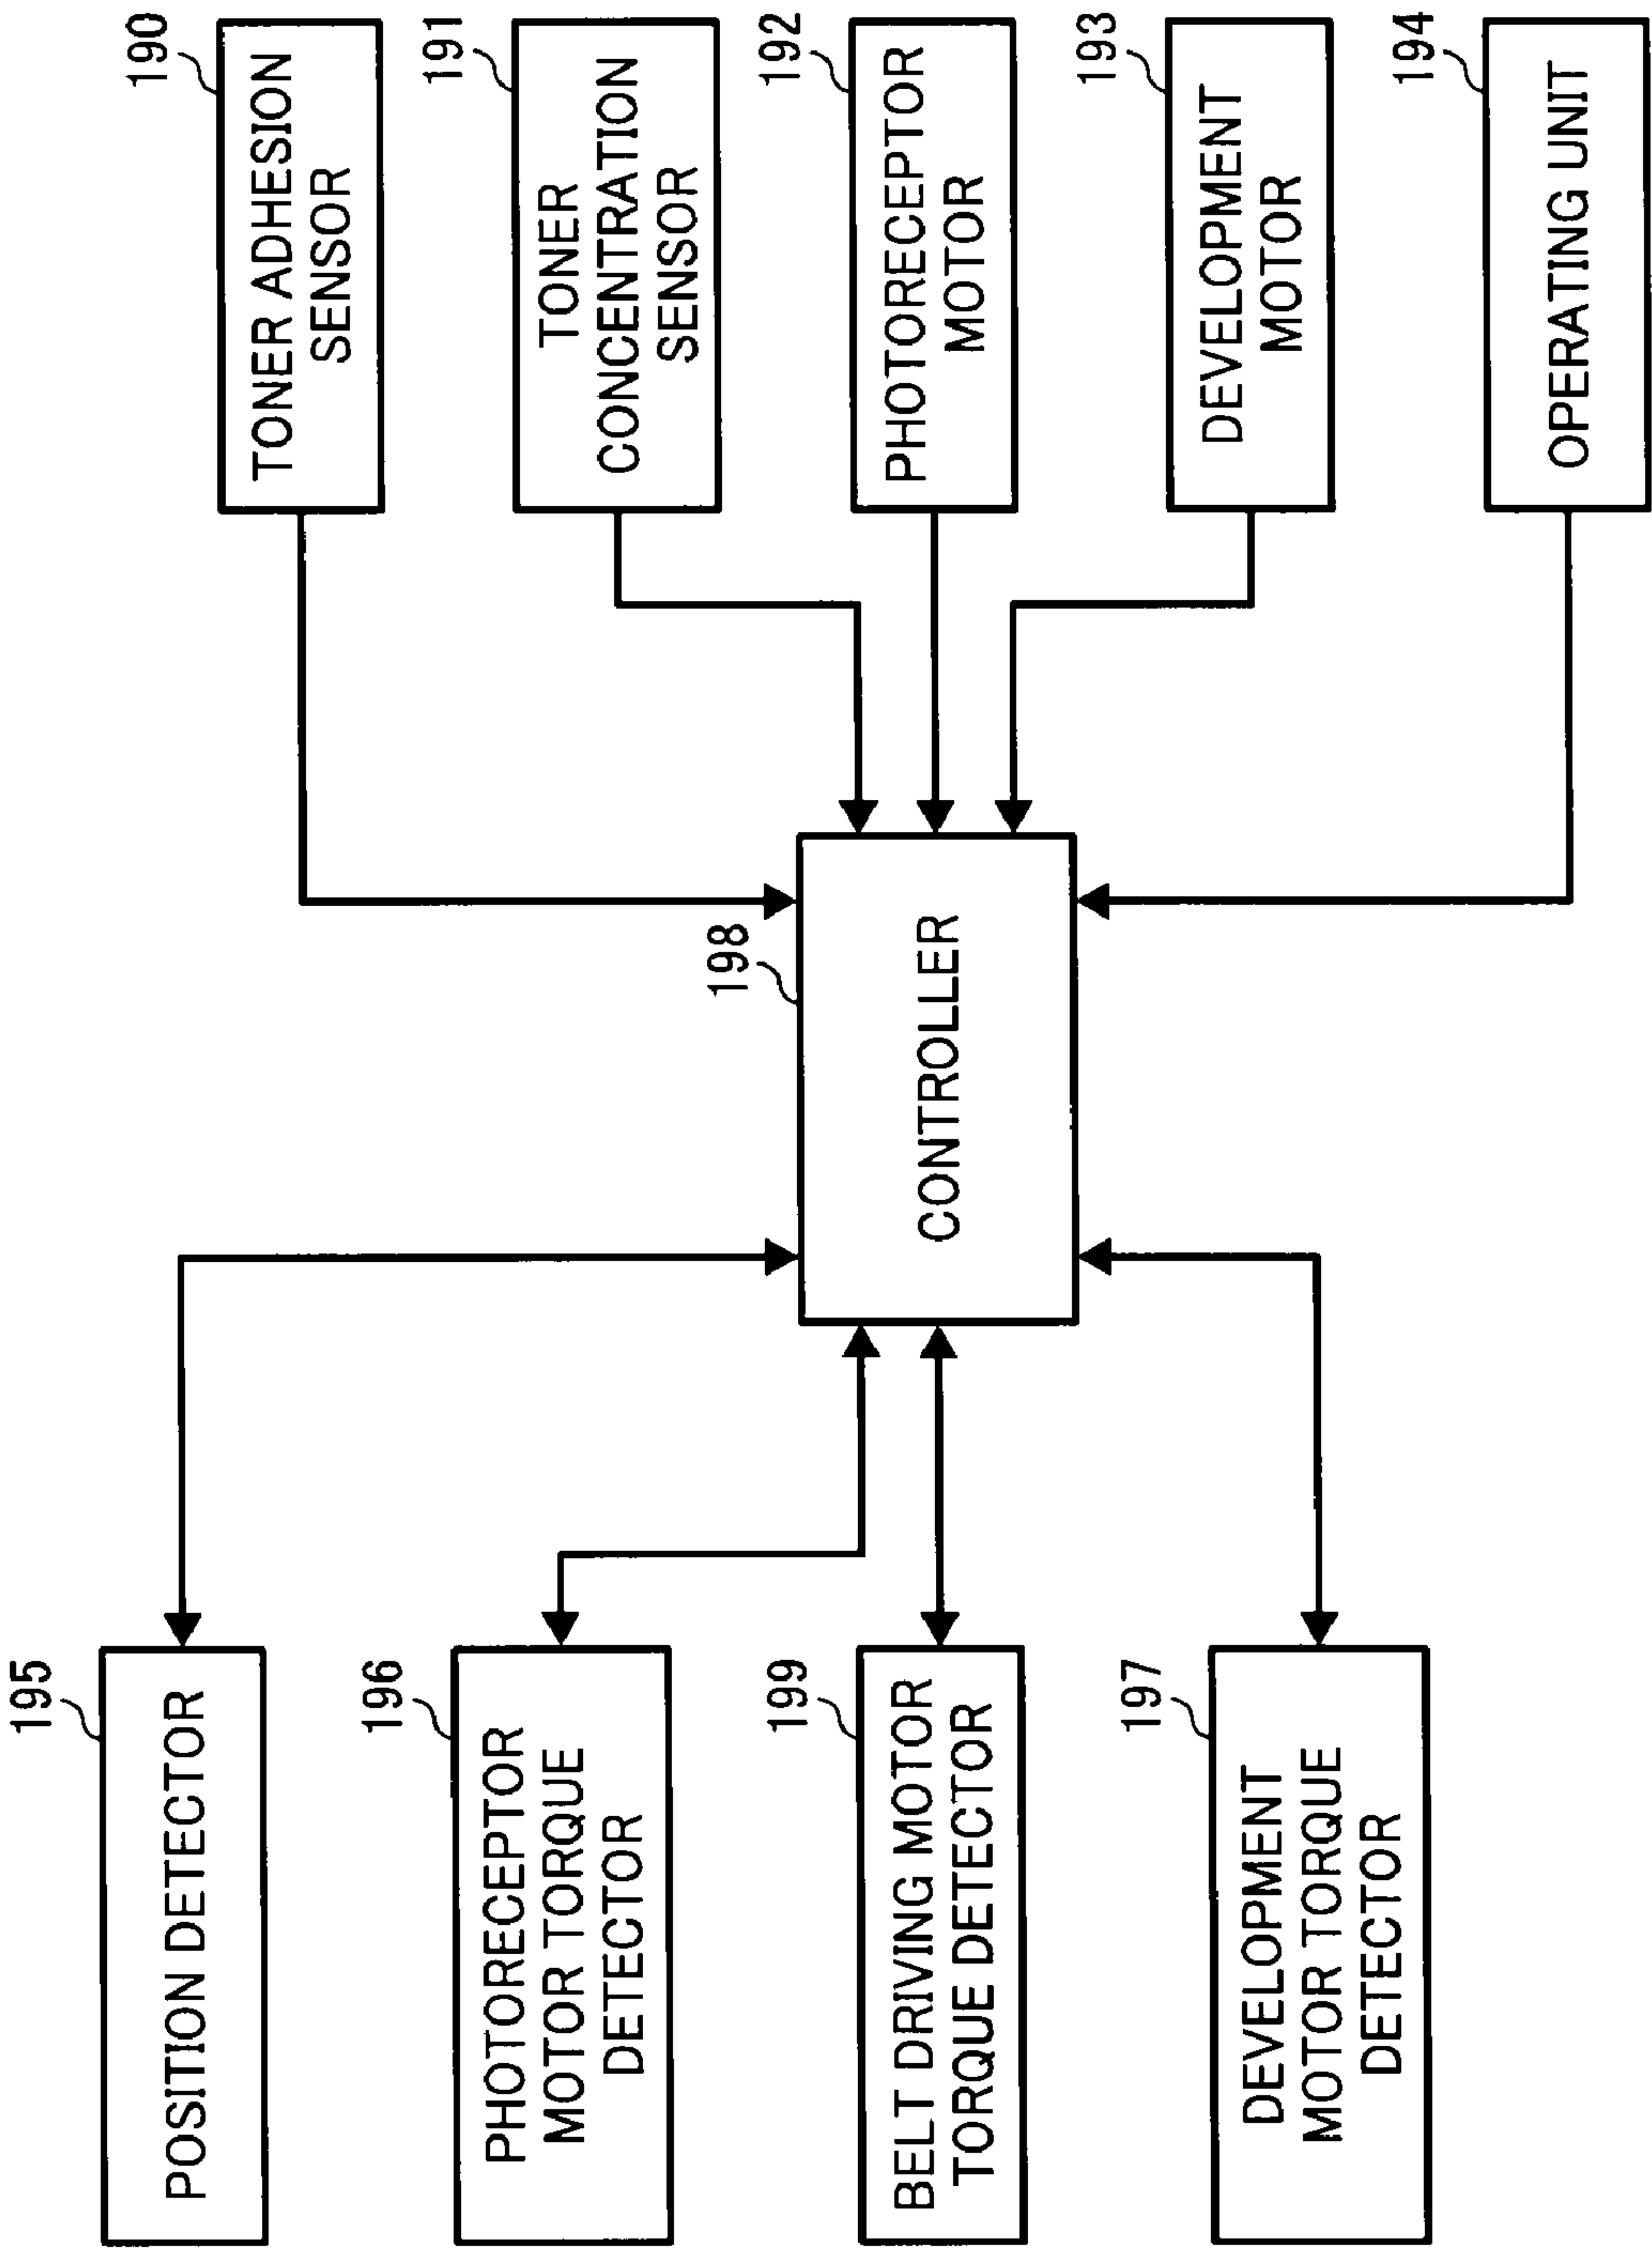 195
POSITION DETECTOR
196
PHOTORECEPTOR
MOTOR TORQUE
DETECTOR
199
BELT DRIVING MOTOR
TORQUE DETECTOR
197
DEVELOPMENT
MOTOR TORQUE
DETECTOR
198
CONTROLLER
190
TONER ADHESION
SENSOR
191
TONER
CONCENTRATION
SENSOR
192
PHOTORECEPTOR
MOTOR
193
DEVELOPMENT
MOTOR
194
OPERATING UNIT